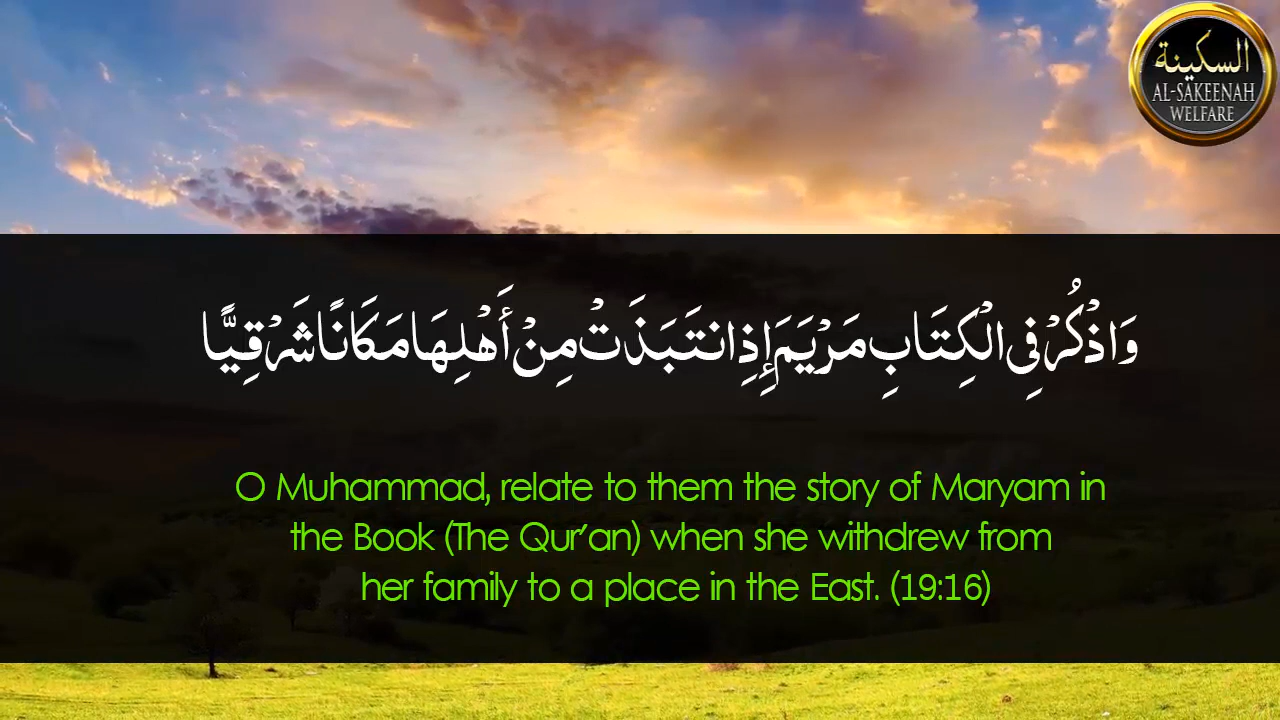 السكينة
AL-SAKEENAH
WELFARE
وَاذْكُرْ فِي الْكِتَابِ مَرْيَمَ إِذِ انتَبَذَتْ مِنْ أَهْلِهَا مَكَانًا شَرْقِيًّا
O Muhammad, relate to them the story of Maryam in
the Book (The Qur’an) when she withdrew from
her family to a place in the East. (19:16)